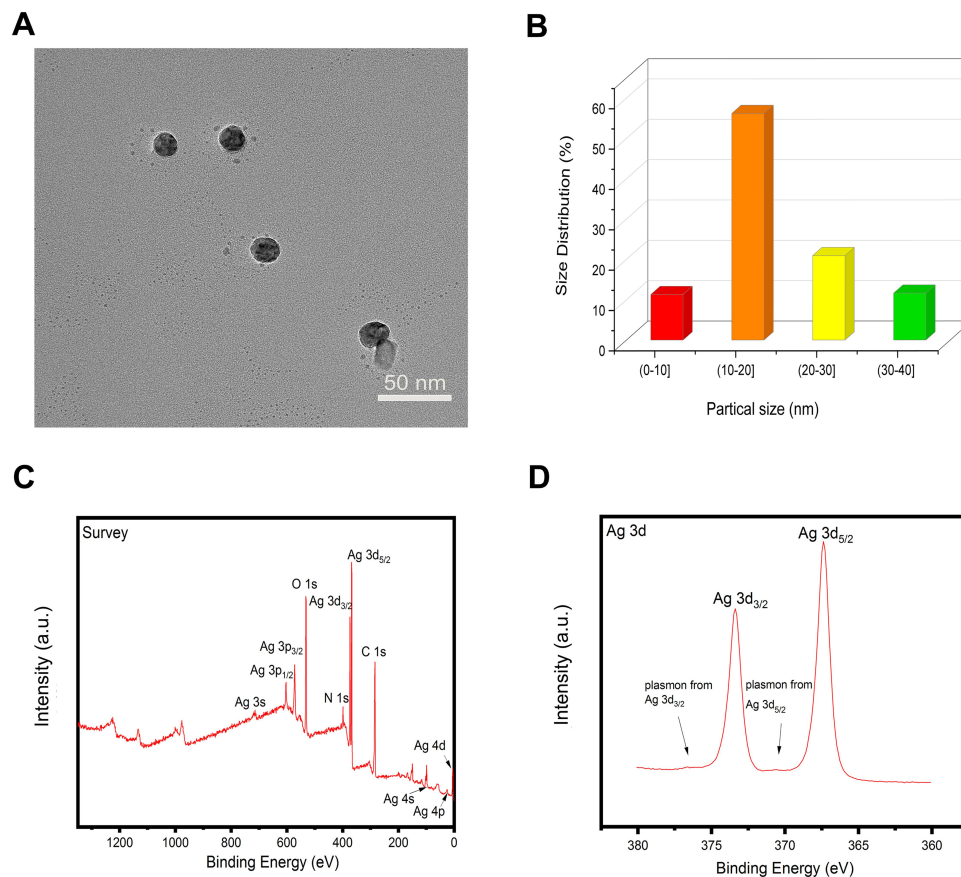 A
50 nm
B
Size Distribution (%)
60
50
40
30
20
10
0
(0-10]
(10-20]
(20-30]
(30-40]
Partical size (nm)
C
Survey
Intensity (a.u.)
Ag 3d5/2
O 1s
Ag 3d3/2
Ag 3p3/2
C 1s
Ag 3p1/2
Ag 3s
N 1s
Ag 4d
Ag 4s
Ag 4p
1200
1000
800
600
400
200
0
Binding Energy (eV)
D
Ag 3d
Intensity (a.u.)
Ag 3d5/2
Ag 3d3/2
plasmon from
Ag 3d3/2
plasmon from
Ag 3d5/2
380
375
370
365
360
Binding Energy (eV)